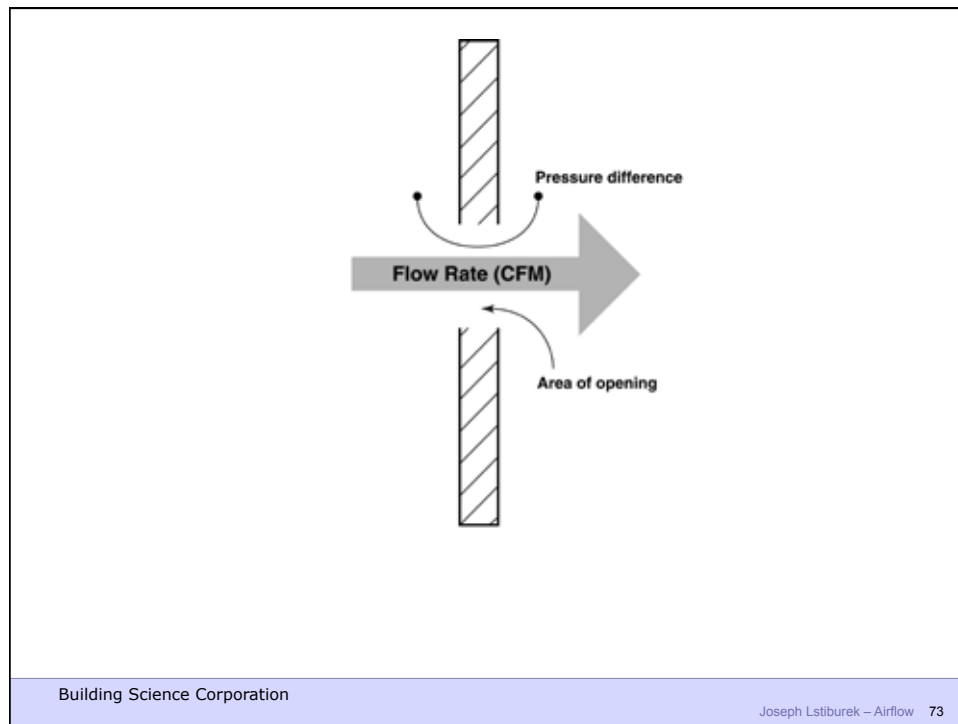 Pressure difference
Flow Rate (CFM)
Area of opening
Building Science Corporation
Joseph Lstiburek – Airflow 73